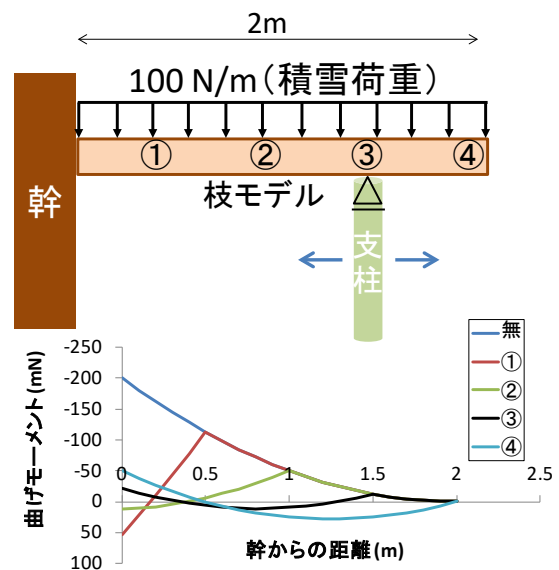 2m
100 N/m（積雪荷重）
① ② ③ ④
幹
枝モデル
支柱
無
①
②
③
④
曲げモーメント(mN)
-250
-200
-150
-100
-50
0
50
100
0 0.5 1 1.5 2
幹からの距離(m)